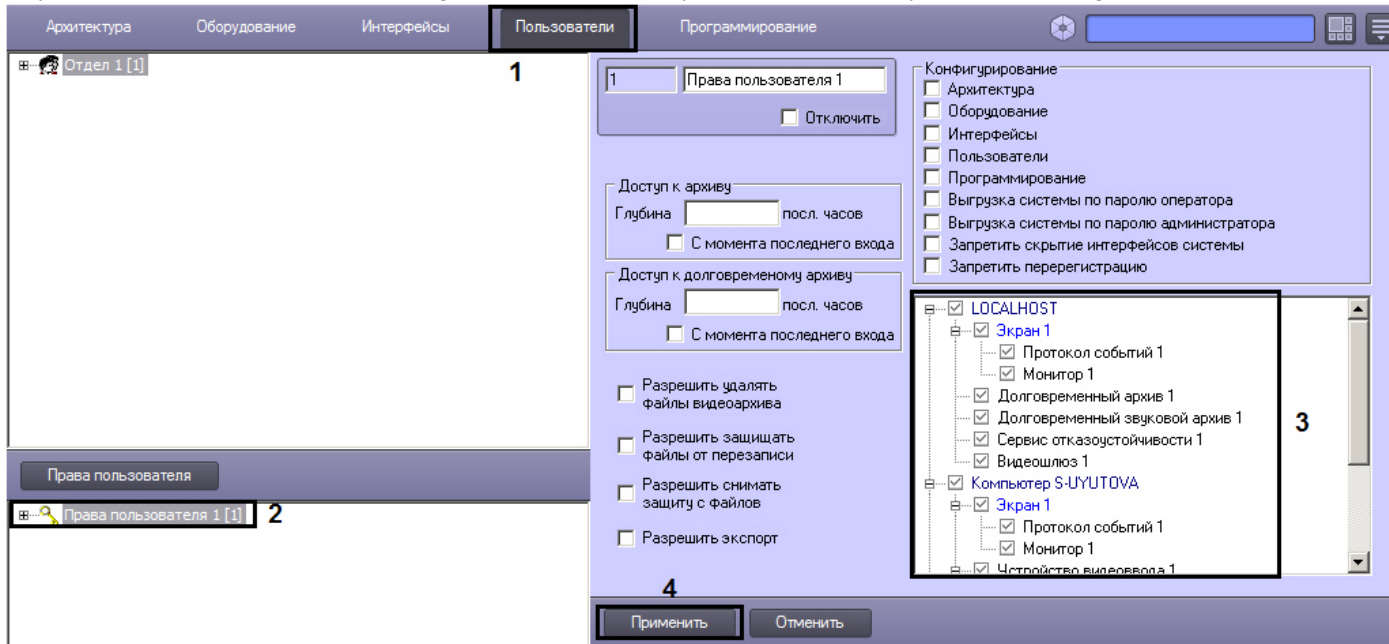 Архитектура Оборудование Интерфейсы Пользователи Программирование
Отдел 1 [1]
1
1 Права пользователя 1
Отключить
Доступ к архиву
Глубина посл. часов
С момента последнего входа
Доступ к долговременому архиву
Глубина посл. часов
С момента последнего входа
Разрешить удалять
файлы видеоархива
Разрешить защищать
файлы от перезаписи
Разрешить снимать
защиту с файлов
Разрешить экспорт
Конфигурирование
Архитектура
Оборудование
Интерфейсы
Пользователи
Программирование
Выгрузка системы по паролю оператора
Выгрузка системы по паролю администратора
Запретить скрытие интерфейсов системы
Запретить перерегистрацию
LOCALHOST
Экран 1
Протокол событий 1
Монитор 1
Долговременный архив 1
Долговременный звуковой архив 1
Сервис отказоустойчивости 1
Видеошлюз 1
Компьютер S-UYUTOVA
Экран 1
Протокол событий 1
Монитор 1
Устройство видеоввода 1
3
Права пользователя
Права пользователя 1 [1]
2
4
Применить Отменить